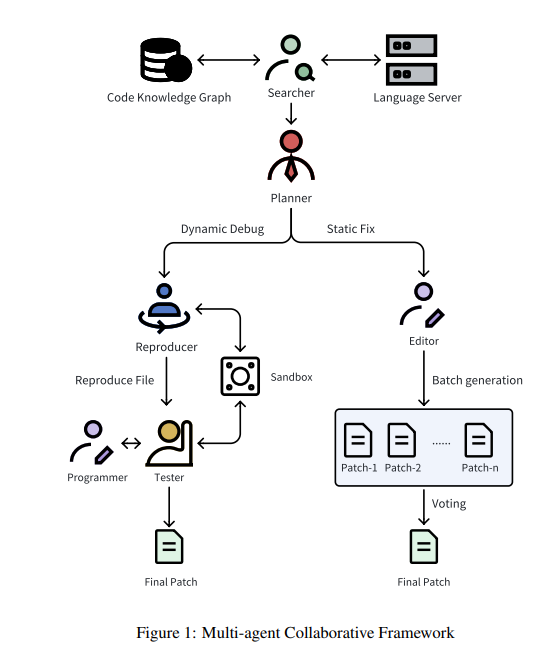 Code Knowledge Graph
Searcher
Language Server
Planner
Dynamic Debug
Static Fix
Reproducer
Editor
Sandbox
Reproduce File
Batch generation
Programmer
Tester
Patch-1
Patch-2
......
Patch-n
Voting
Final Patch
Final Patch
Figure 1: Multi-agent Collaborative Framework